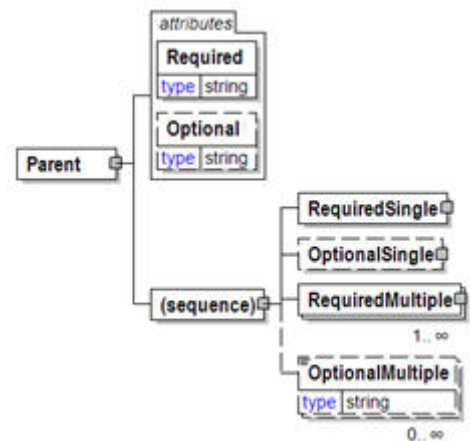 attributes
Required
type string
Optional
type string
Parent
RequiredSingle
OptionalSingle
(sequence)
RequiredMultiple
1.. ∞
OptionalMultiple
type string
0.. ∞